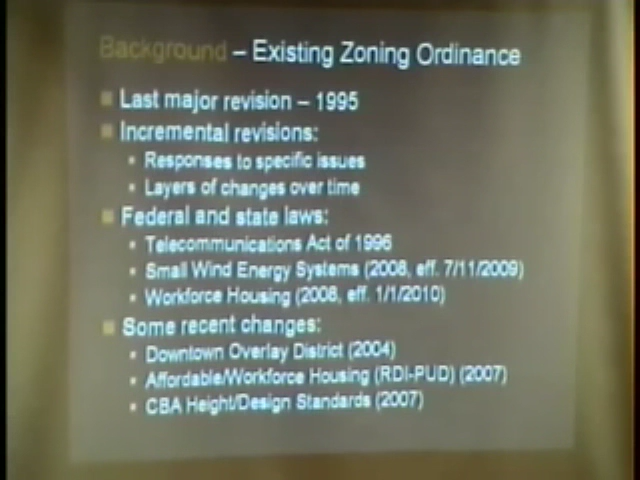 Background – Existing Zoning Ordinance
Last major revision – 1995
Incremental revisions:
Responses to specific issues
Layers of changes over time
Federal and state laws:
Telecommunications Act of 1996
Small Wind Energy Systems (2008, eff. 7/11/2009)
Workforce Housing (2008, eff. 1/1/2010)
Some recent changes:
Downtown Overlay District (2004)
Affordable/Workforce Housing (RDI-PUD) (2007)
CBA Height/Design Standards (2007)